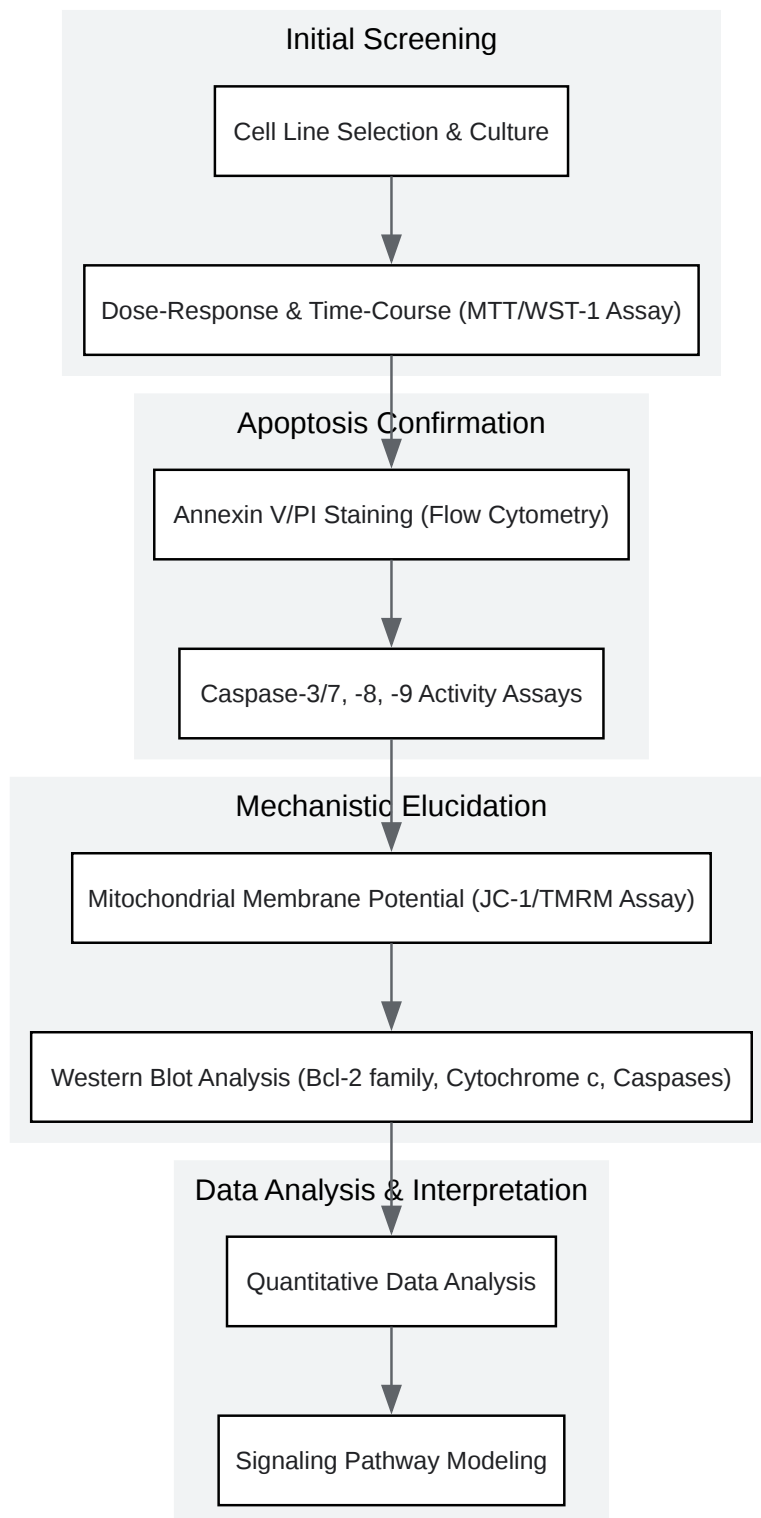 Initial Screening
Cell Line Selection & Culture
Dose-Response & Time-Course (MTT/WST-1 Assay)
Apoptosis Confirmation
Annexin V/PI Staining (Flow Cytometry)
Caspase-3/7, -8, -9 Activity Assays
Mechanistic Elucidation
Mitochondrial Membrane Potential (JC-1/TMRM Assay)
Western Blot Analysis (Bcl-2 family, Cytochrome c, Caspases)
Data Analysis & Interpretation
Quantitative Data Analysis
Signaling Pathway Modeling